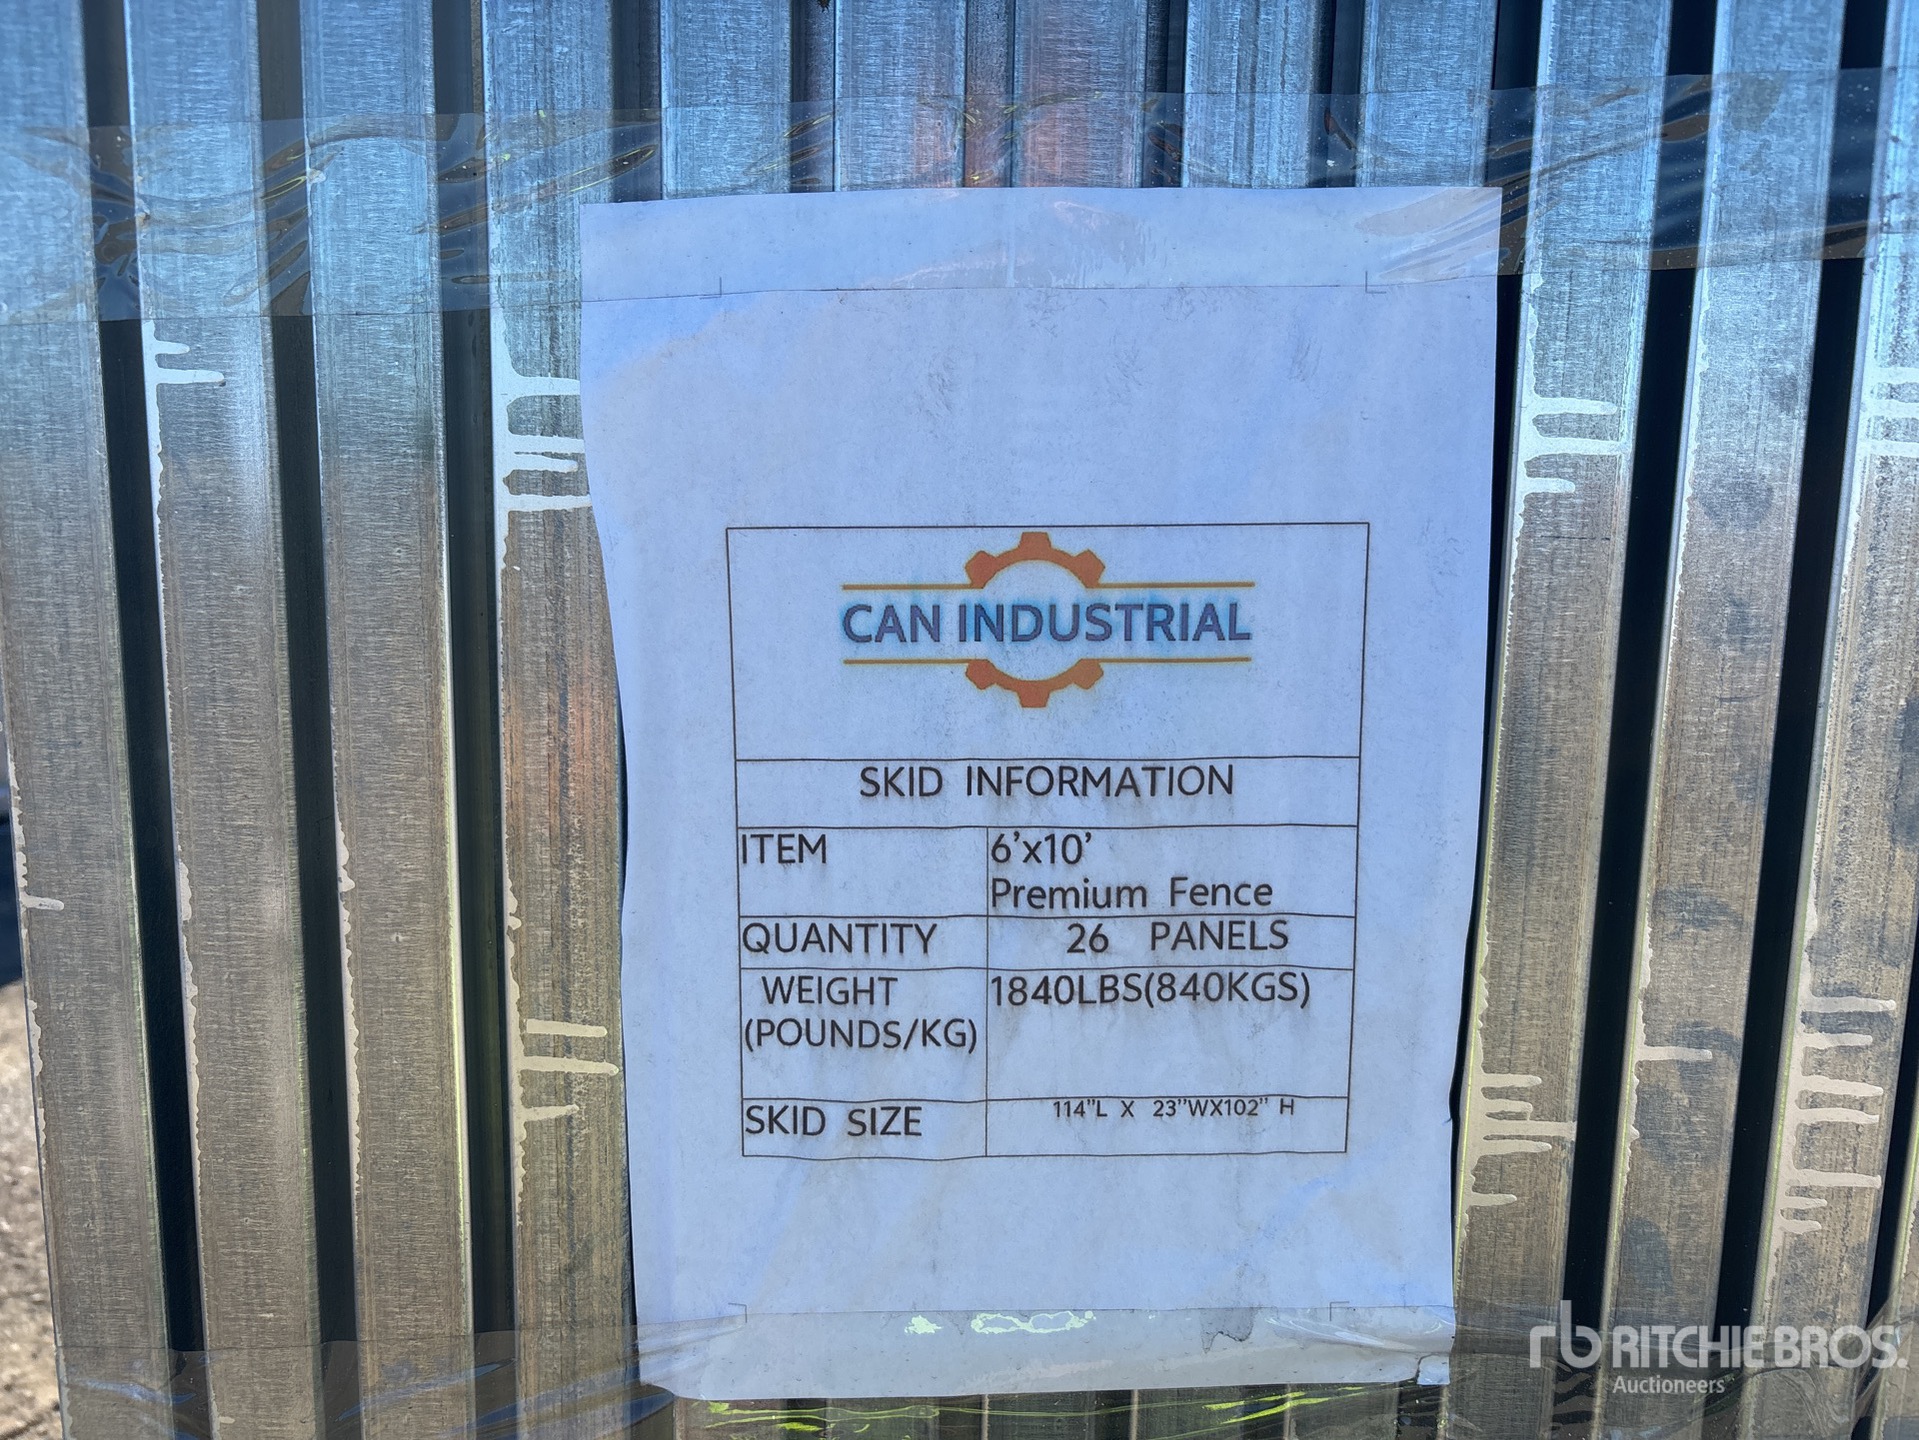 CAN INDUSTRIAL
SKID INFORMATION
ITEM 6'x10'
Premium Fence
QUANTITY 26 PANELS
WEIGHT 1840LBS(840KGS)
(POUNDS/KG)
SKID SIZE 114"L X 23"WX102" H
rb RITCHIE BROS.
Auctioneers